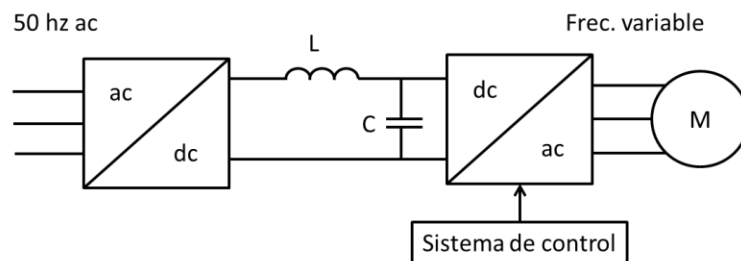 50 hz ac
Frec. variable
L
ac
dc
C
dc
ac
M
Sistema de control